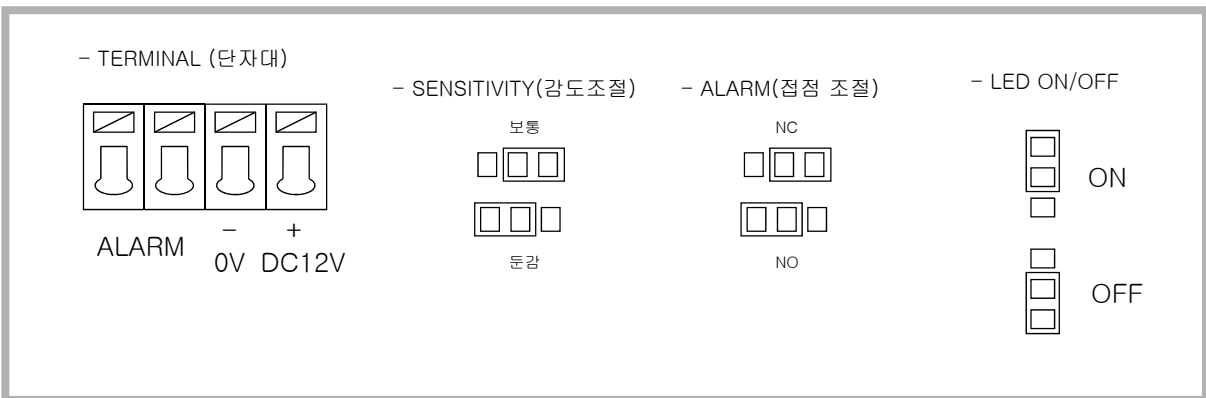 - TERMINAL (단자대)
ALARM
- +
0V DC12V
- SENSITIVITY(감도조절)
보통
둔감
- ALARM(접점 조절)
NC
NO
- LED ON/OFF
ON
OFF